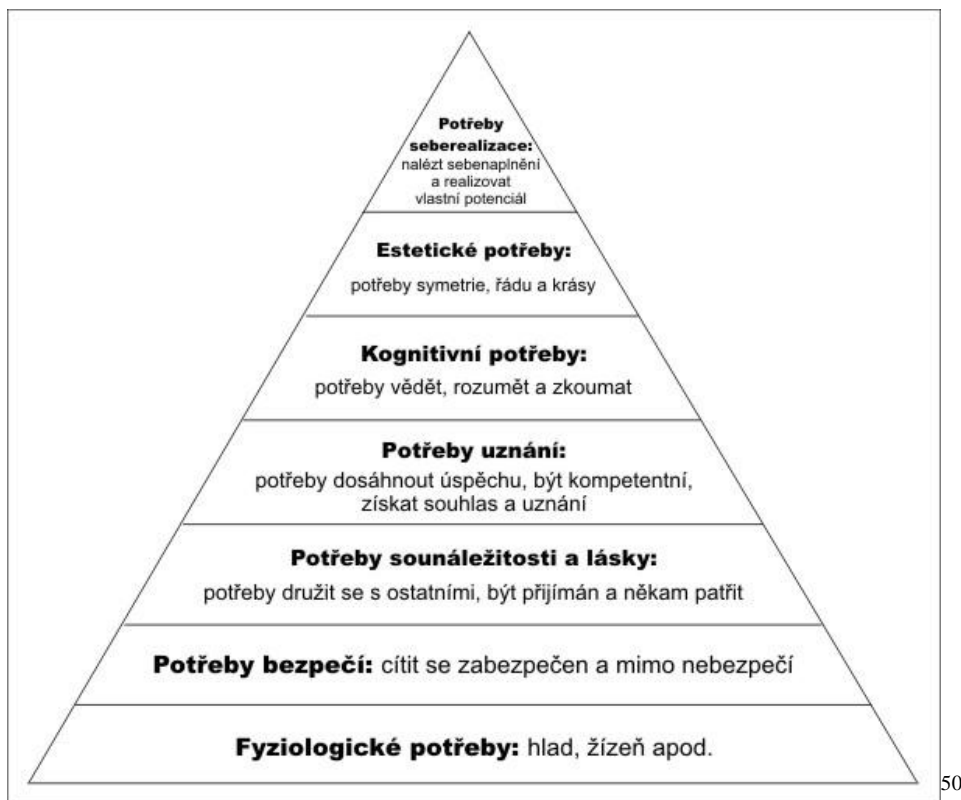 Potřeby
seberealizace:
nalézt sebenaplnění
a realizovat
vlastní potenciál
Estetické potřeby:
potřeby symetrie, řádu a krásy
Kognitivní potřeby:
potřeby vědět, rozumět a zkoumat
Potřeby uznání:
potřeby dosáhnout úspěchu, být kompetentní,
získat souhlas a uznání
Potřeby sounáležitosti a lásky:
potřeby družit se s ostatními, být přijímán a někam patřit
Potřeby bezpečí: cítit se zabezpečen a mimo nebezpečí
Fyziologické potřeby: hlad, žízeň apod.
50